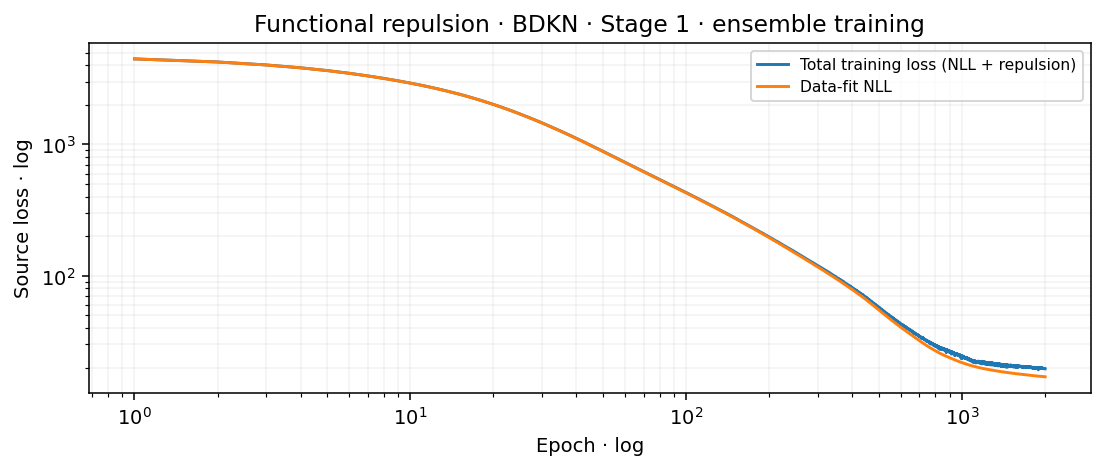 Functional repulsion · BDKN · Stage 1 · ensemble training
Total training loss (NLL + repulsion)
Data-fit NLL
Source loss · log
10³
10²
10⁰
10¹
10²
10³
Epoch · log